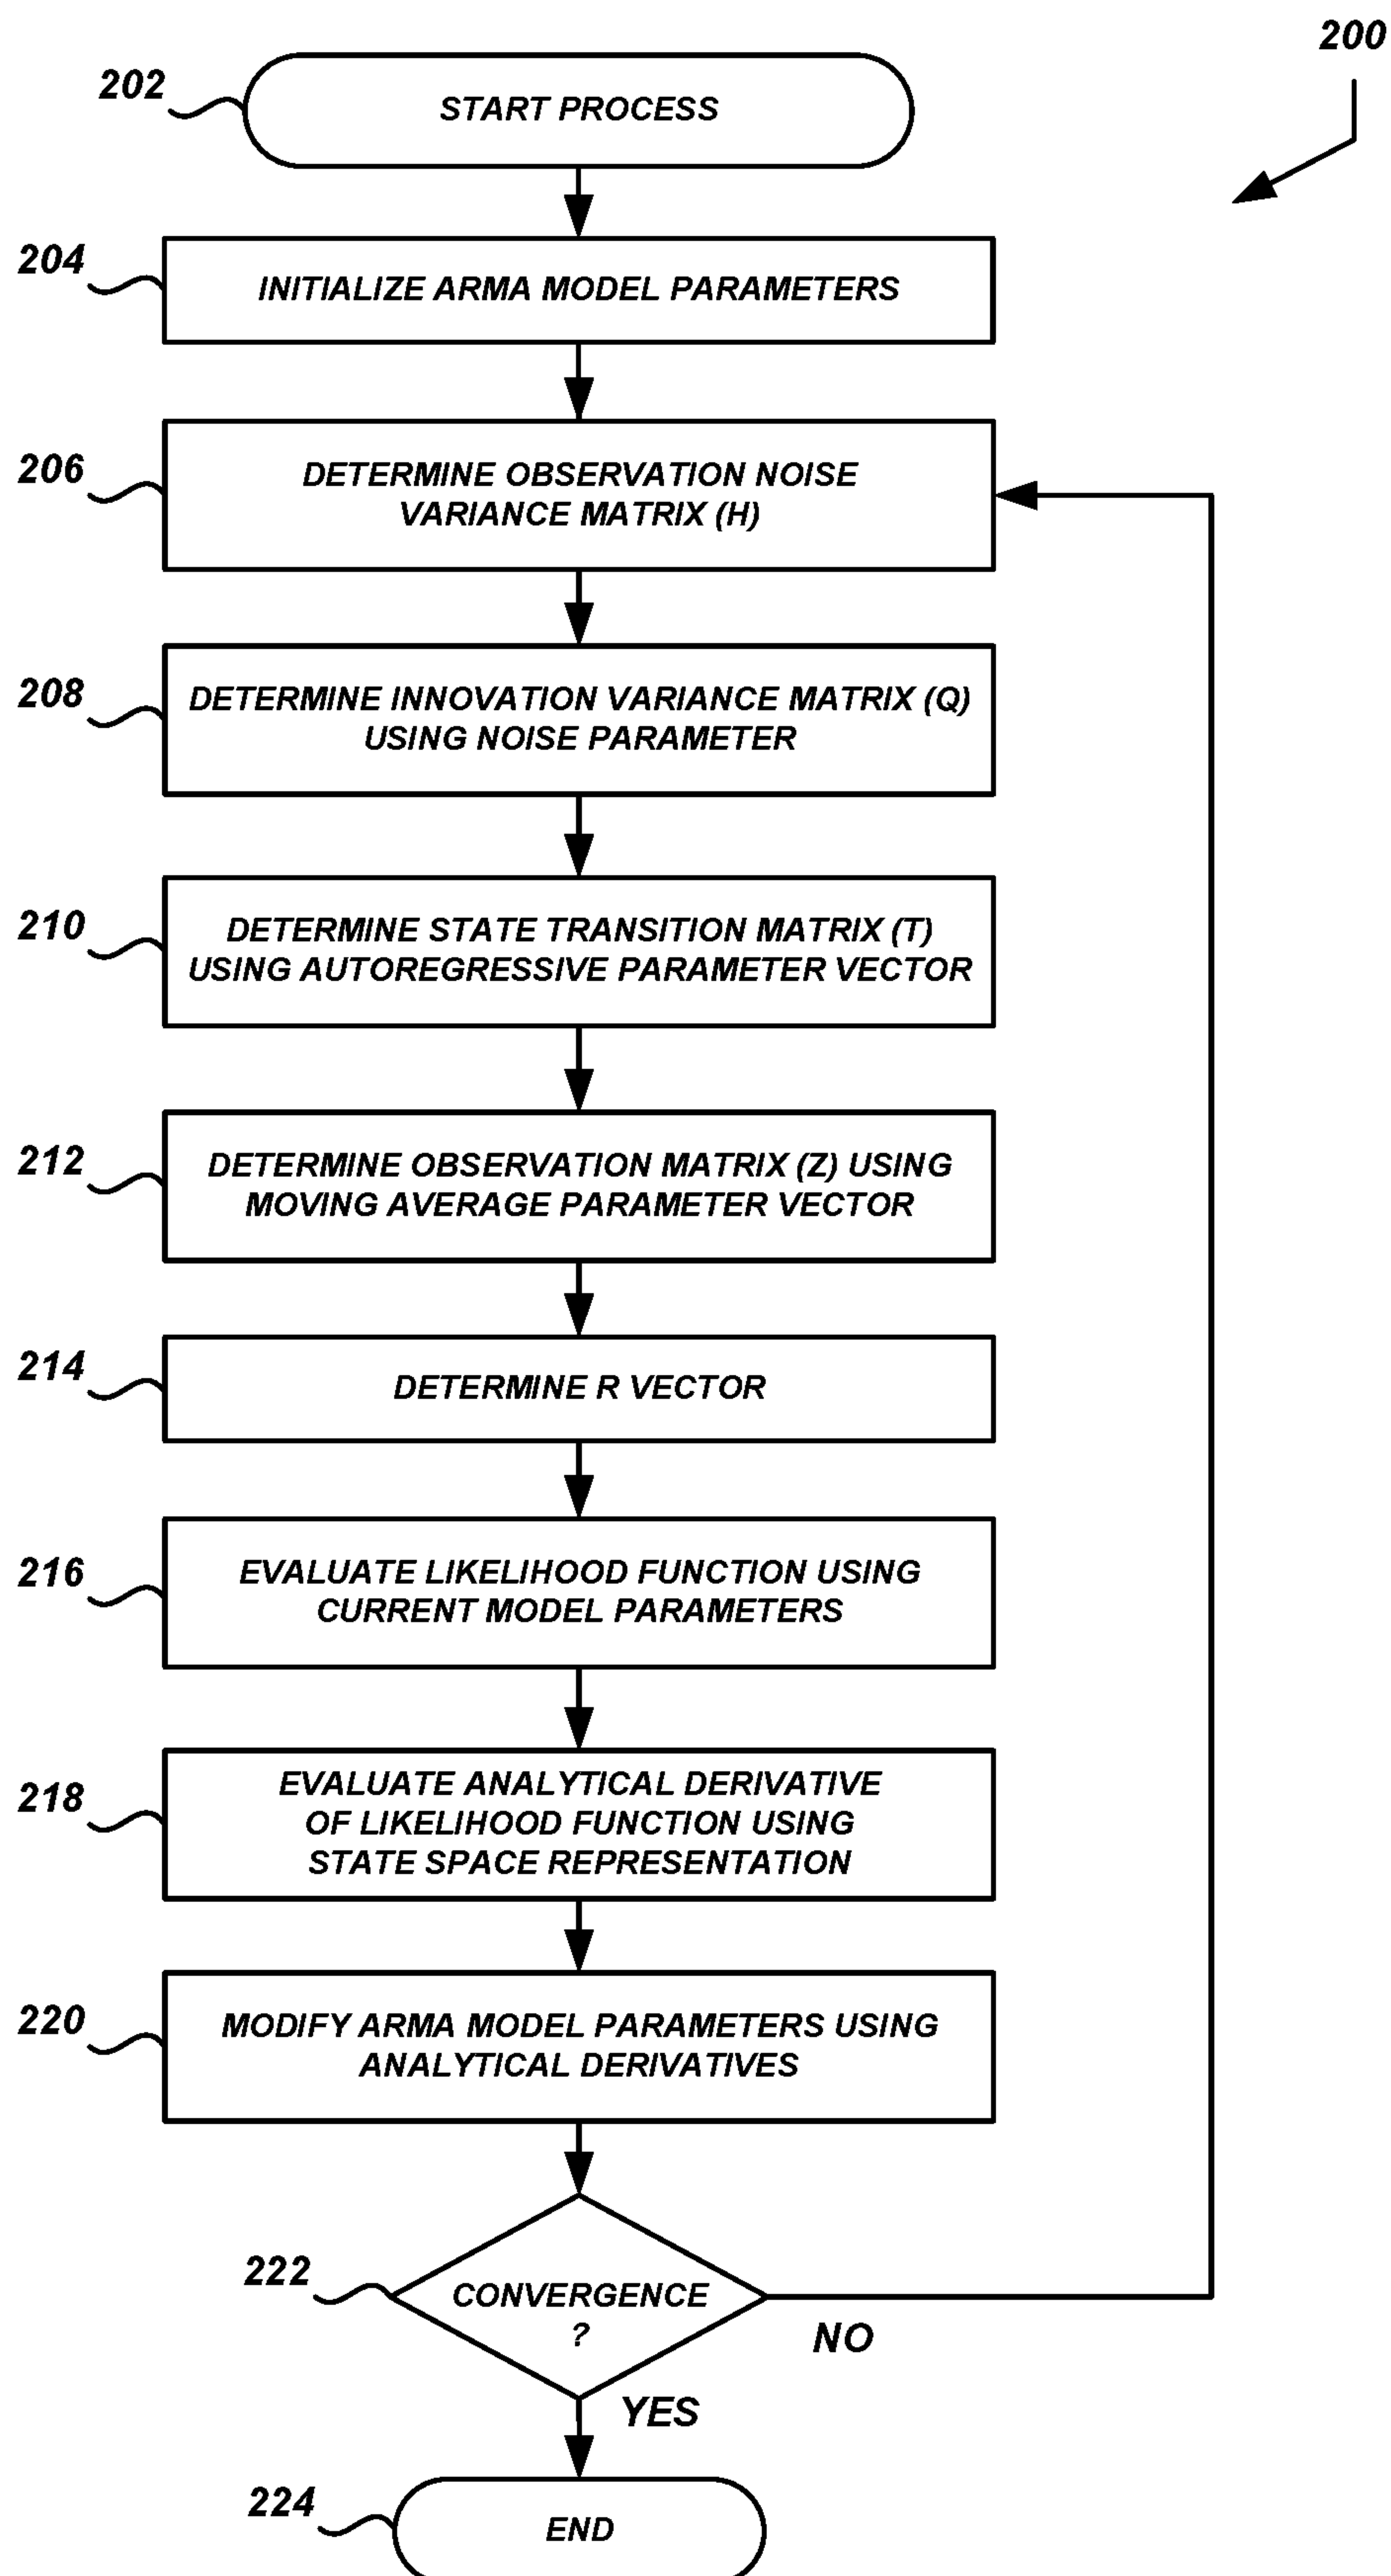 200
202
START PROCESS
204
INITIALIZE ARMA MODEL PARAMETERS
206
DETERMINE OBSERVATION NOISE
VARIANCE MATRIX (H)
208
DETERMINE INNOVATION VARIANCE MATRIX (Q)
USING NOISE PARAMETER
210
DETERMINE STATE TRANSITION MATRIX (T)
USING AUTOREGRESSIVE PARAMETER VECTOR
212
DETERMINE OBSERVATION MATRIX (Z) USING
MOVING AVERAGE PARAMETER VECTOR
214
DETERMINE R VECTOR
216
EVALUATE LIKELIHOOD FUNCTION USING
CURRENT MODEL PARAMETERS
218
EVALUATE ANALYTICAL DERIVATIVE
OF LIKELIHOOD FUNCTION USING
STATE SPACE REPRESENTATION
220
MODIFY ARMA MODEL PARAMETERS USING
ANALYTICAL DERIVATIVES
222
CONVERGENCE
?
NO
YES
224
END